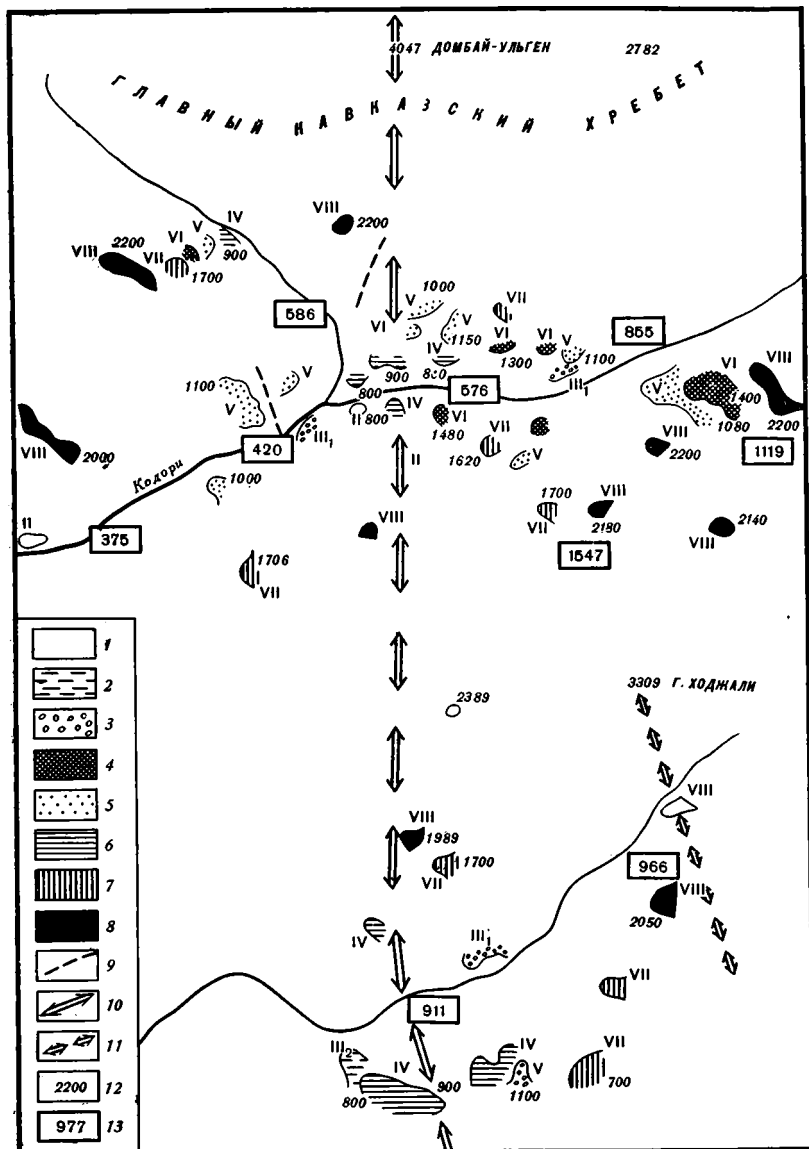 4047 ДОМБАЙ-УЛЬГЕН 2782
ГЛАВНЫЙ КАВКАЗСКИЙ ХРЕБЕТ
VIII 2200
IV
V
VI
900
VII
1700
VIII 2200
586
1000
V
VI
V
1150
VII
VI
1300
VI
V
1100
855
IV
900
800
III₁
576
VI
1400
1080
V
VIII
2200
1119
1100
V
V
II
800
IV
III₁
420
VI
1480
II
VII
1620
V
VIII
2200
VIII
2000
Кодори
1000
II
375
VIII
1700
VII
VIII
2180
1547
2140
VIII
1706
VII
2389
3309 Г. ХОДЖАЛИ
VIII
VIII
1989
VII
1700
966
VIII
2050
IV
III₁
VII
911
III₂
IV
800
900
IV
V
1100
VII
700
1
2
3
4
5
6
7
8
9
10
11
2200 12
977 13